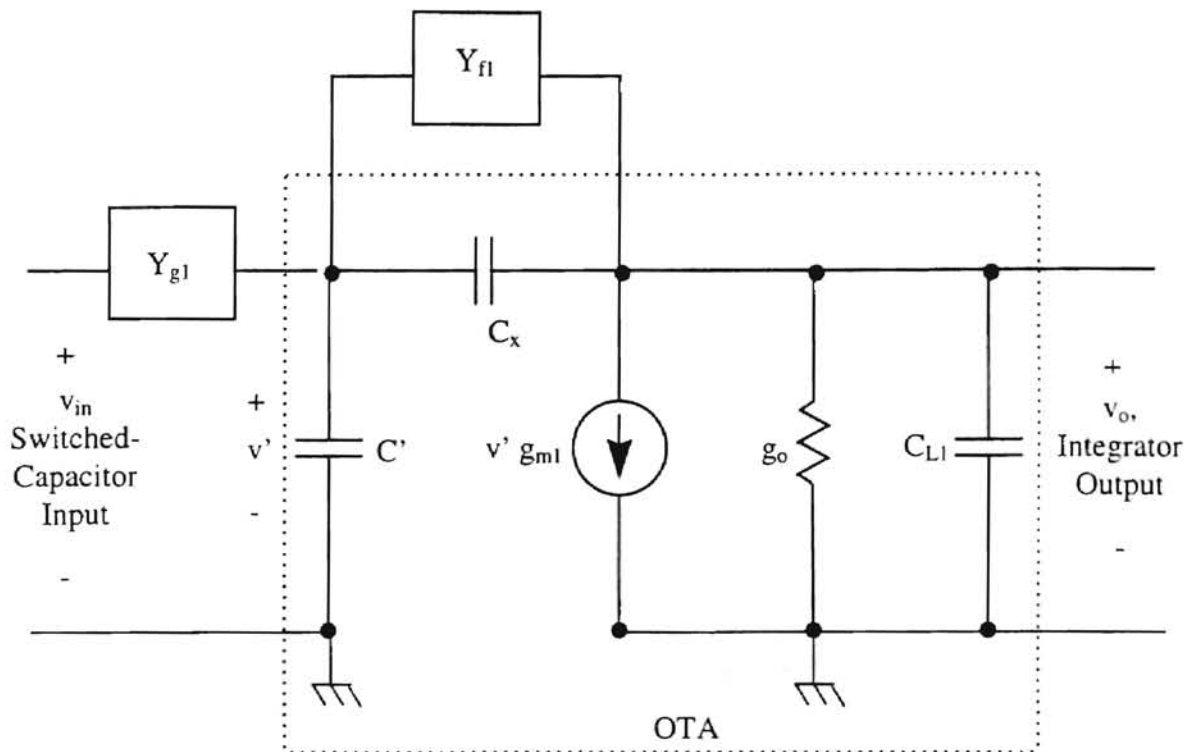 Y_f1
Y_g1
C_x
+
v_in
Switched-
Capacitor
Input
-
+
v'
-
C'
v' g_m1
g_o
C_L1
+
v_o,
Integrator
Output
-
OTA